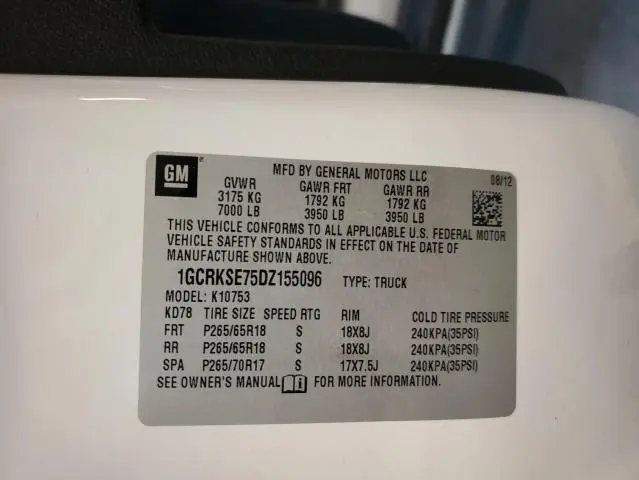 GM
MFD BY GENERAL MOTORS LLC
08/12
GVWR GAWR FRT GAWR RR
3175 KG 1792 KG 1792 KG
7000 LB 3950 LB 3950 LB
THIS VEHICLE CONFORMS TO ALL APPLICABLE U.S. FEDERAL MOTOR
VEHICLE SAFETY STANDARDS IN EFFECT ON THE DATE OF
MANUFACTURE SHOWN ABOVE.
1GCRKSE75DZ155096 TYPE: TRUCK
MODEL: K10753
KD78 TIRE SIZE SPEED RTG RIM COLD TIRE PRESSURE
FRT P265/65R18 S 18X8J 240KPA(35PSI)
RR P265/65R18 S 18X8J 240KPA(35PSI)
SPA P265/70R17 S 17X7.5J 240KPA(35PSI)
SEE OWNER'S MANUAL FOR MORE INFORMATION.